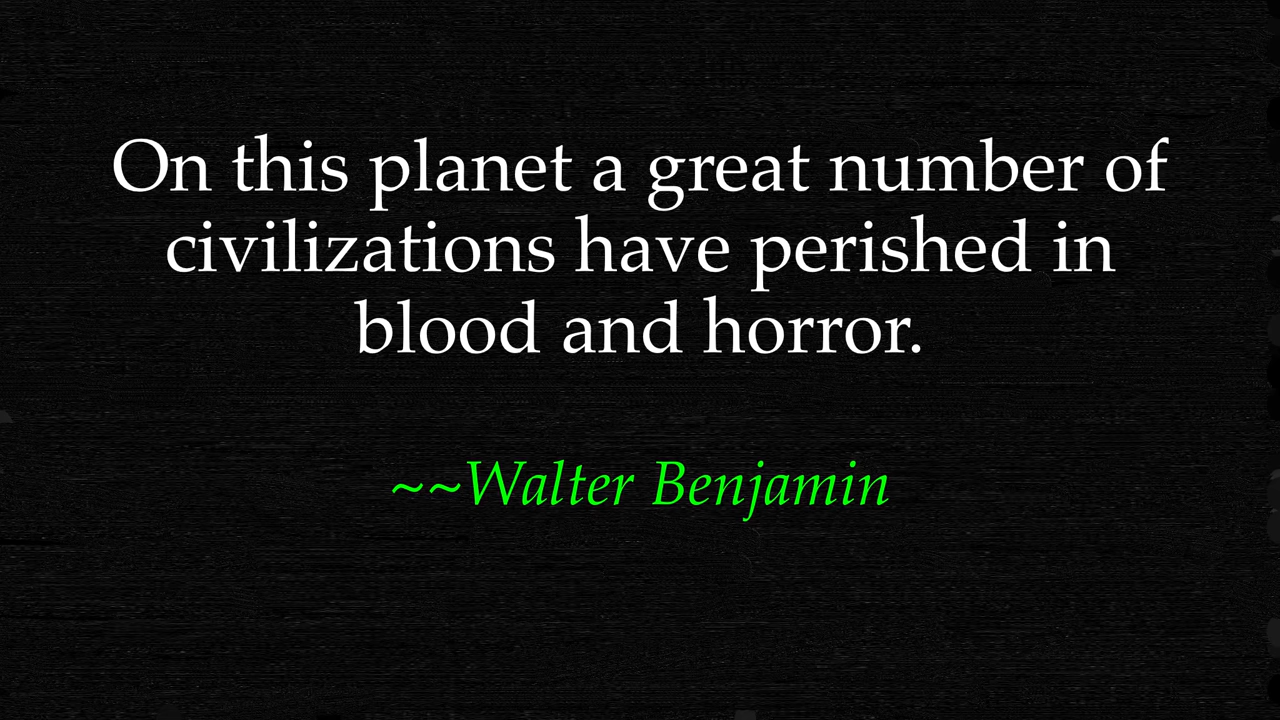 On this planet a great number of
civilizations have perished in
blood and horror.
~~Walter Benjamin